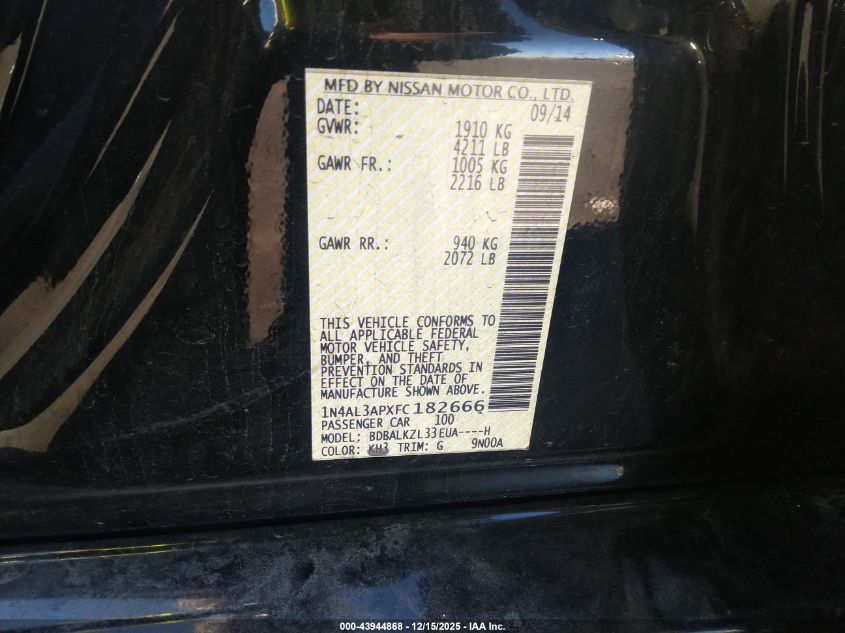 MFD BY NISSAN MOTOR CO., LTD.
DATE: 09/14
GVWR: 1910 KG
4211 LB
GAWR FR.: 1005 KG
2216 LB
GAWR RR.: 940 KG
2072 LB
THIS VEHICLE CONFORMS TO
ALL APPLICABLE FEDERAL
MOTOR VEHICLE SAFETY,
BUMPER, AND THEFT
PREVENTION STANDARDS IN
EFFECT ON THE DATE OF
MANUFACTURE SHOWN ABOVE.
1N4AL3APXFC182666
PASSENGER CAR 100
MODEL: BDBALKZL33EUA----H
COLOR: KH3 TRIM: G 9N00A
000-43944868 - 12/15/2025 - IAA Inc.